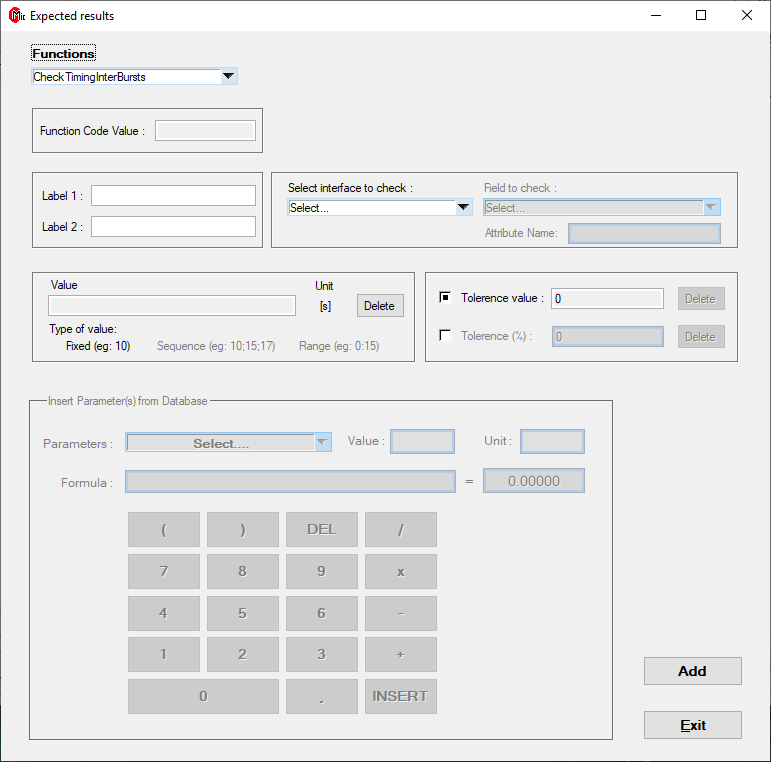 Expected results
Functions
CheckTimingInterBursts
Function Code Value :
Label 1 :
Label 2 :
Select interface to check :
Select...
Field to check :
Select...
Attribute Name:
Value
Unit
[s]
Delete
Type of value:
Fixed (eg: 10)
Sequence (eg: 10;15;17)
Range (eg: 0:15)
Tolerence value :
0
Delete
Tolerence (%) :
0
Delete
Insert Parameter(s) from Database
Parameters :
Select....
Value :
Unit :
Formula :
=
0.00000
( ) DEL /
7 8 9 x
4 5 6 -
1 2 3 +
0 . INSERT
Add
Exit